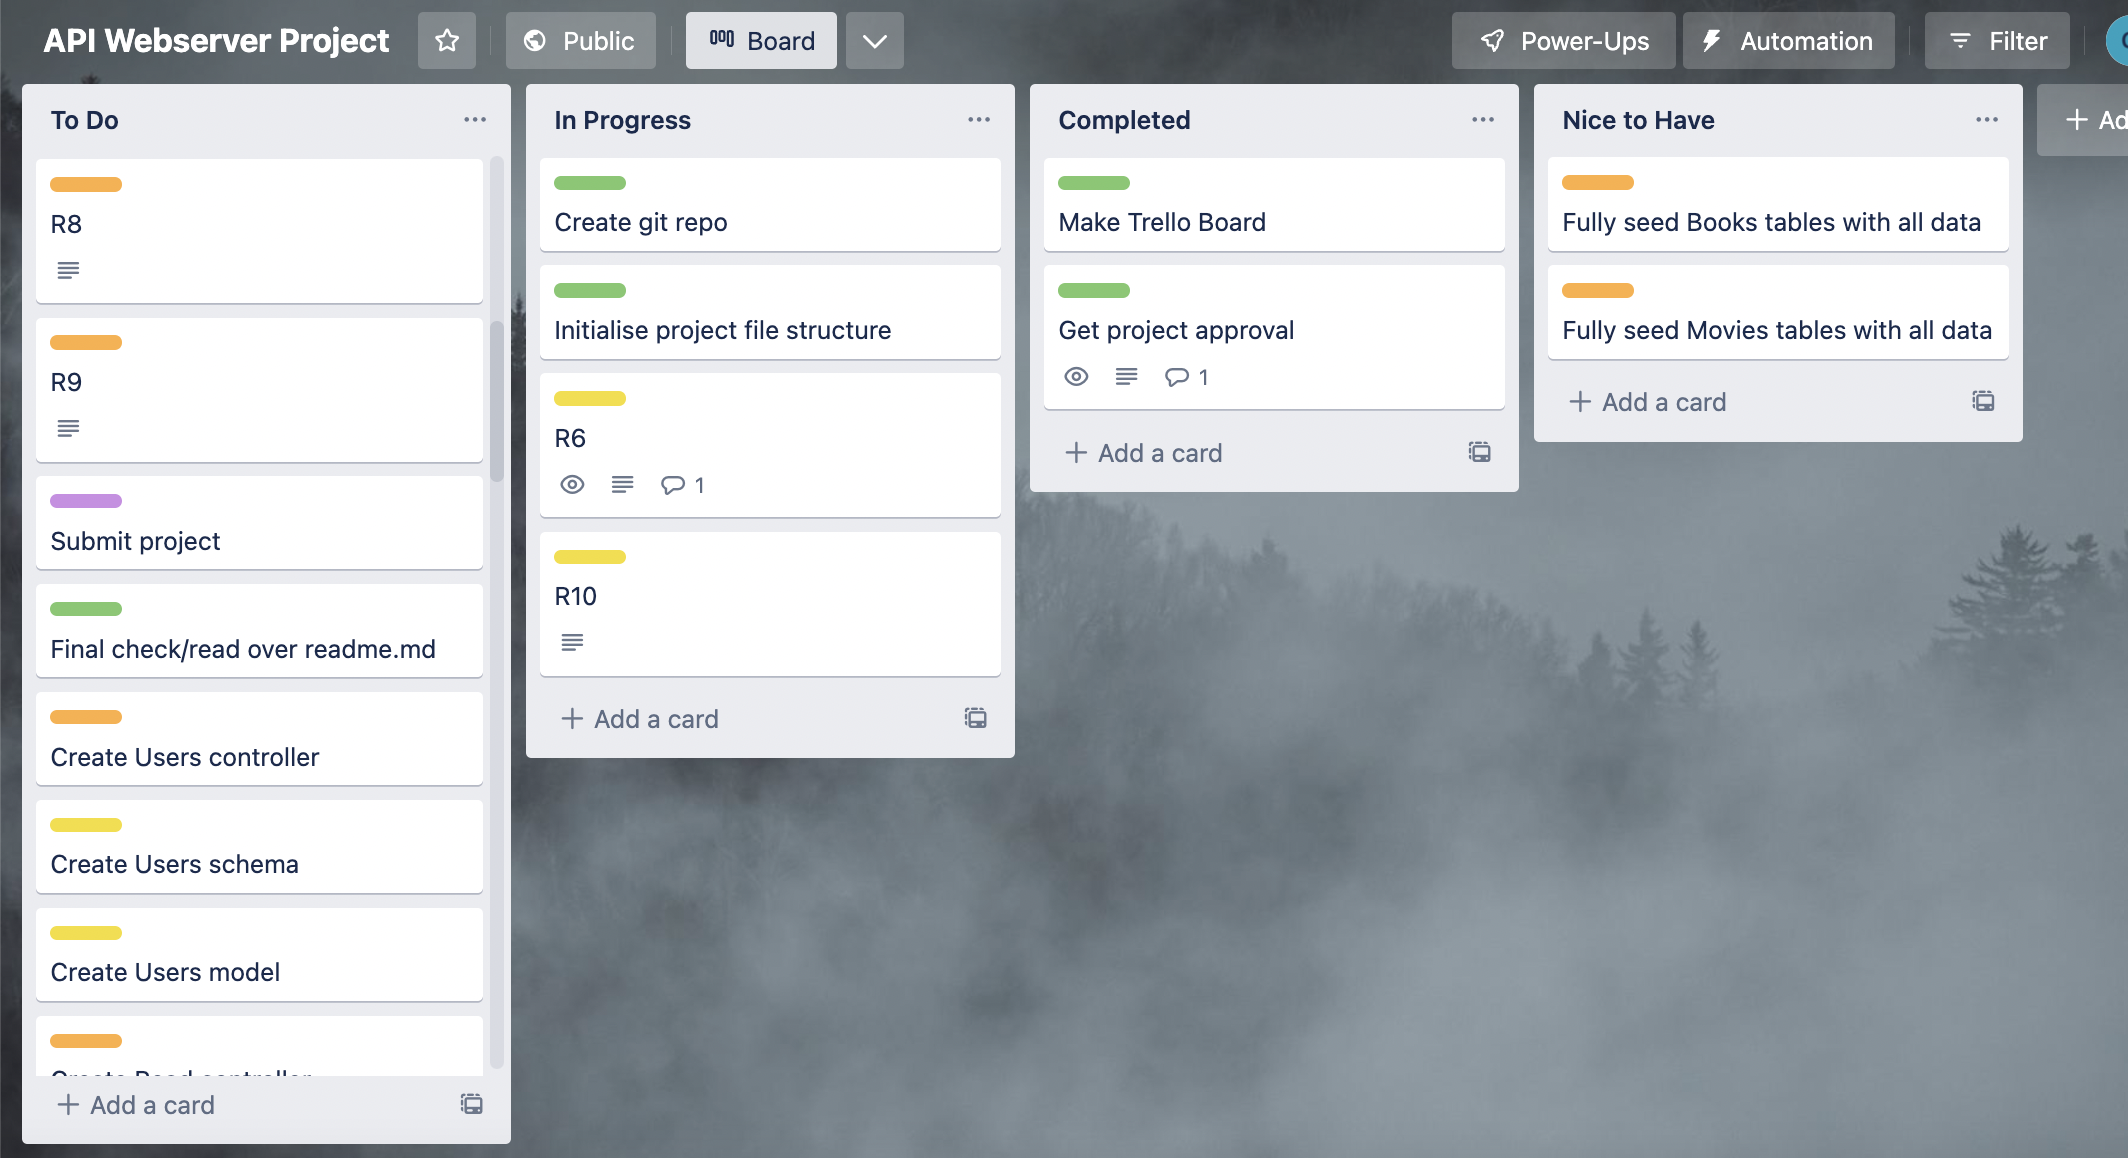 API Webserver Project
Public
Board
Power-Ups
Automation
Filter
To Do
R8
R9
Submit project
Final check/read over readme.md
Create Users controller
Create Users schema
Create Users model
+ Add a card
In Progress
Create git repo
Initialise project file structure
R6
1
R10
+ Add a card
Completed
Make Trello Board
Get project approval
1
+ Add a card
Nice to Have
Fully seed Books tables with all data
Fully seed Movies tables with all data
+ Add a card